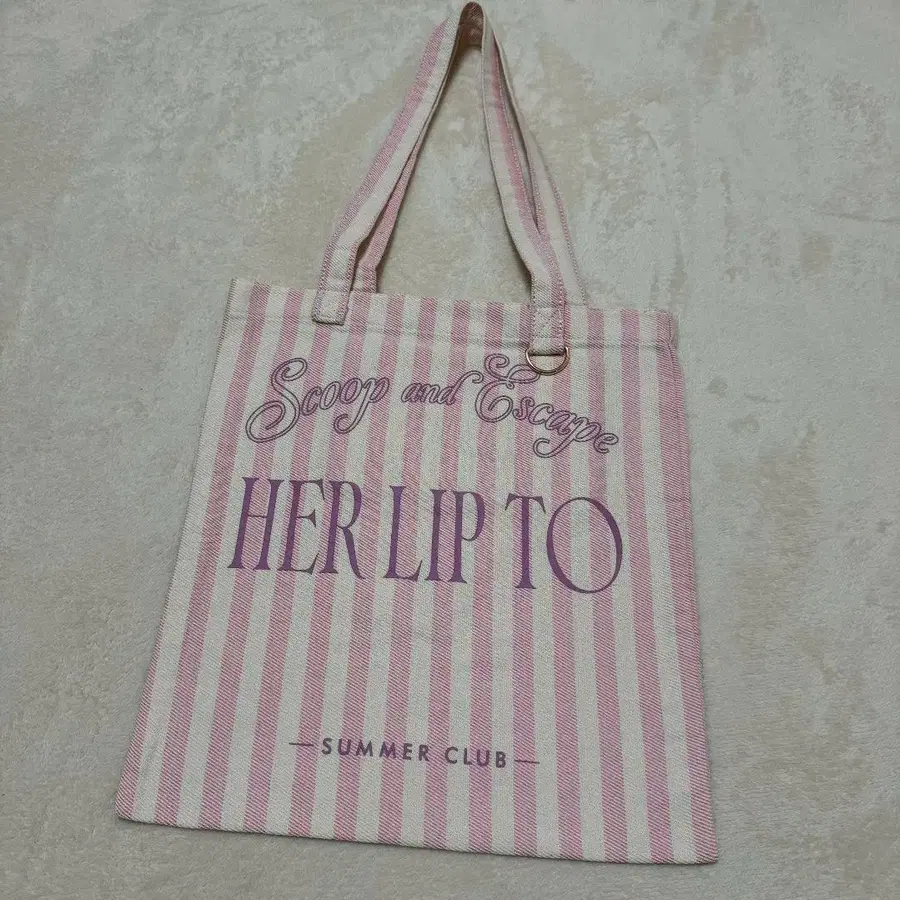 Scoop and Escape
HER LIP TO
—SUMMER CLUB—